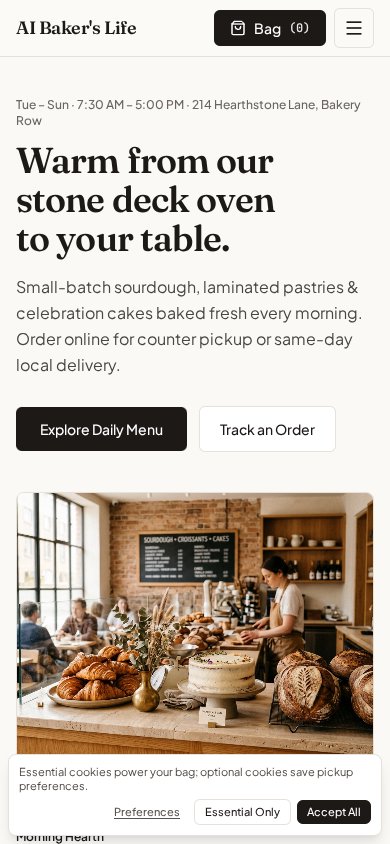 AI Baker's Life
Bag (0)
Tue – Sun · 7:30 AM – 5:00 PM · 214 Hearthstone Lane, Bakery
Row
Warm from our
stone deck oven
to your table.
Small-batch sourdough, laminated pastries &
celebration cakes baked fresh every morning.
Order online for counter pickup or same-day
local delivery.
Explore Daily Menu
Track an Order
SOURDOUGH • CROISSANTS • CAKES
Essential cookies power your bag; optional cookies save pickup
preferences.
Preferences
Essential Only
Accept All
Morning Hearth